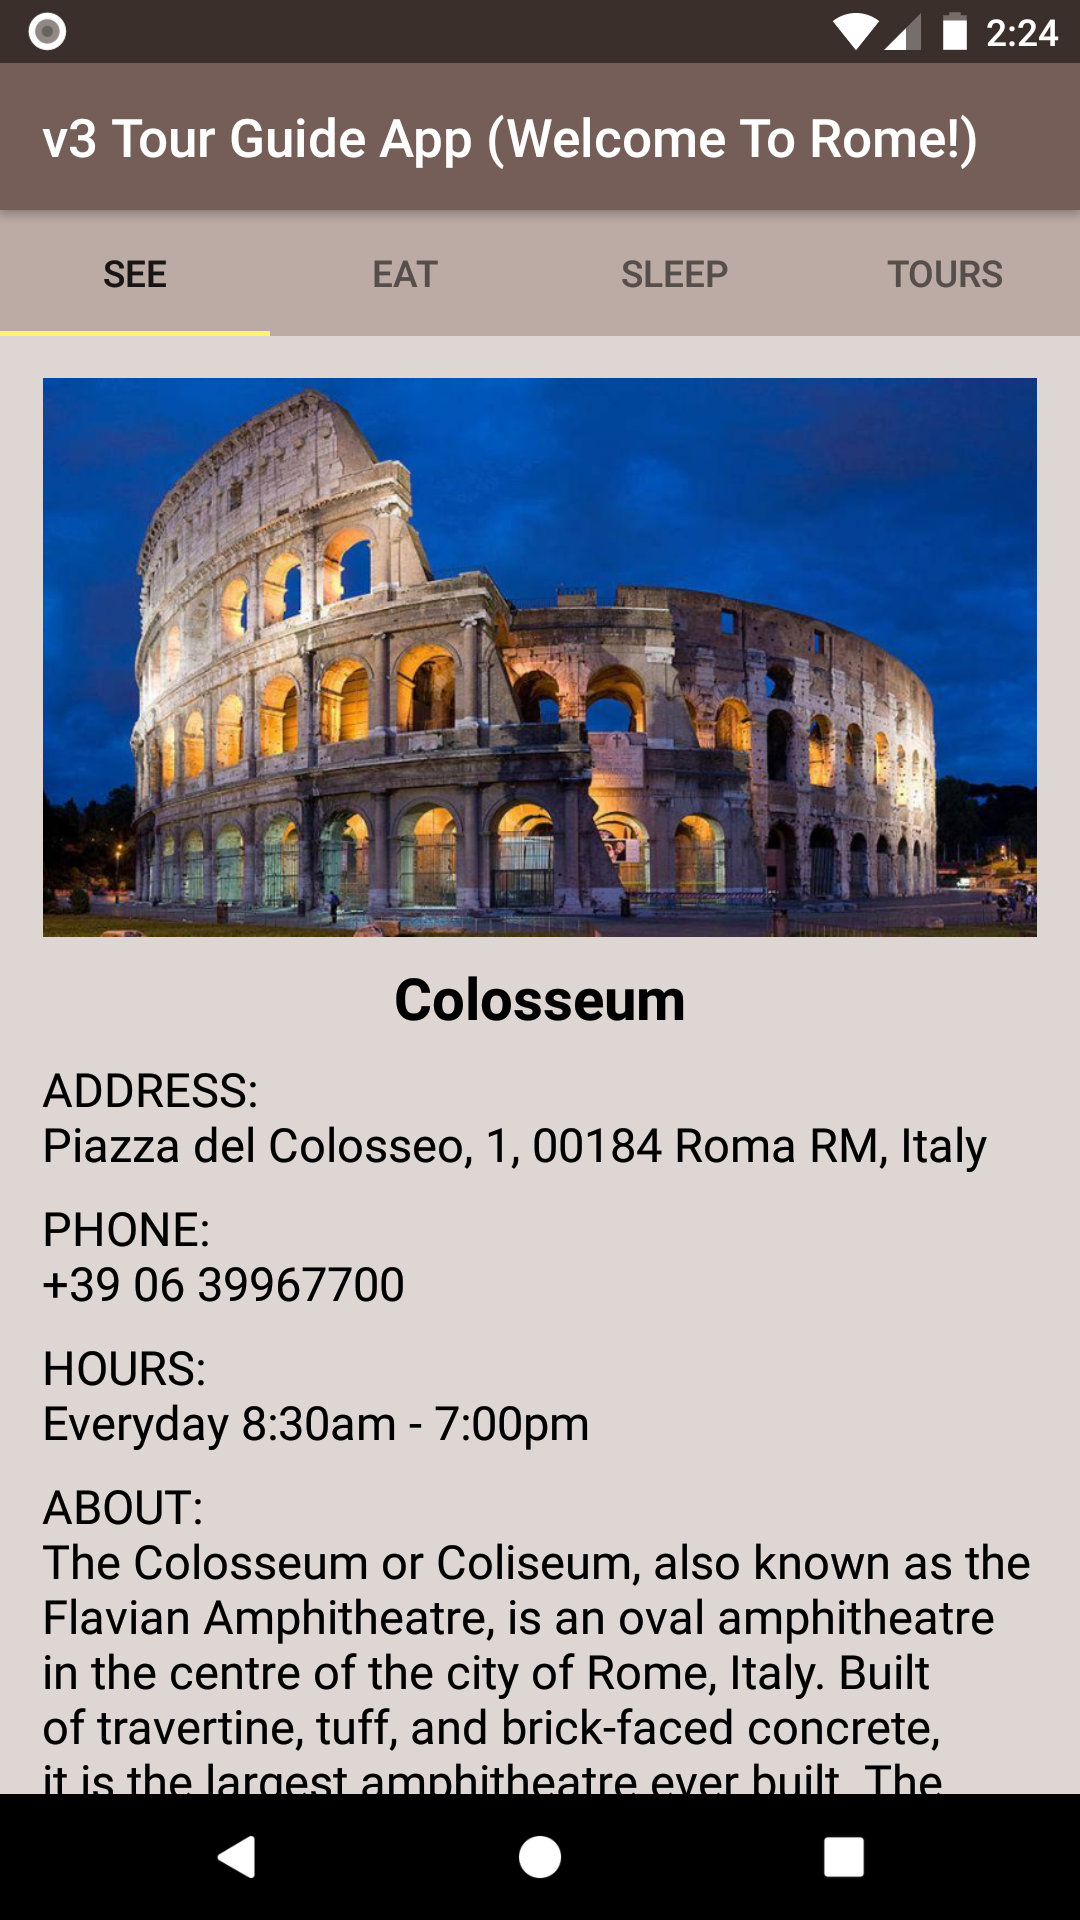 2:24
v3 Tour Guide App (Welcome To Rome!)
SEE EAT SLEEP TOURS
Colosseum
ADDRESS:
Piazza del Colosseo, 1, 00184 Roma RM, Italy
PHONE:
+39 06 39967700
HOURS:
Everyday 8:30am - 7:00pm
ABOUT:
The Colosseum or Coliseum, also known as the
Flavian Amphitheatre, is an oval amphitheatre
in the centre of the city of Rome, Italy. Built
of travertine, tuff, and brick-faced concrete,
it is the largest amphitheatre ever built. The